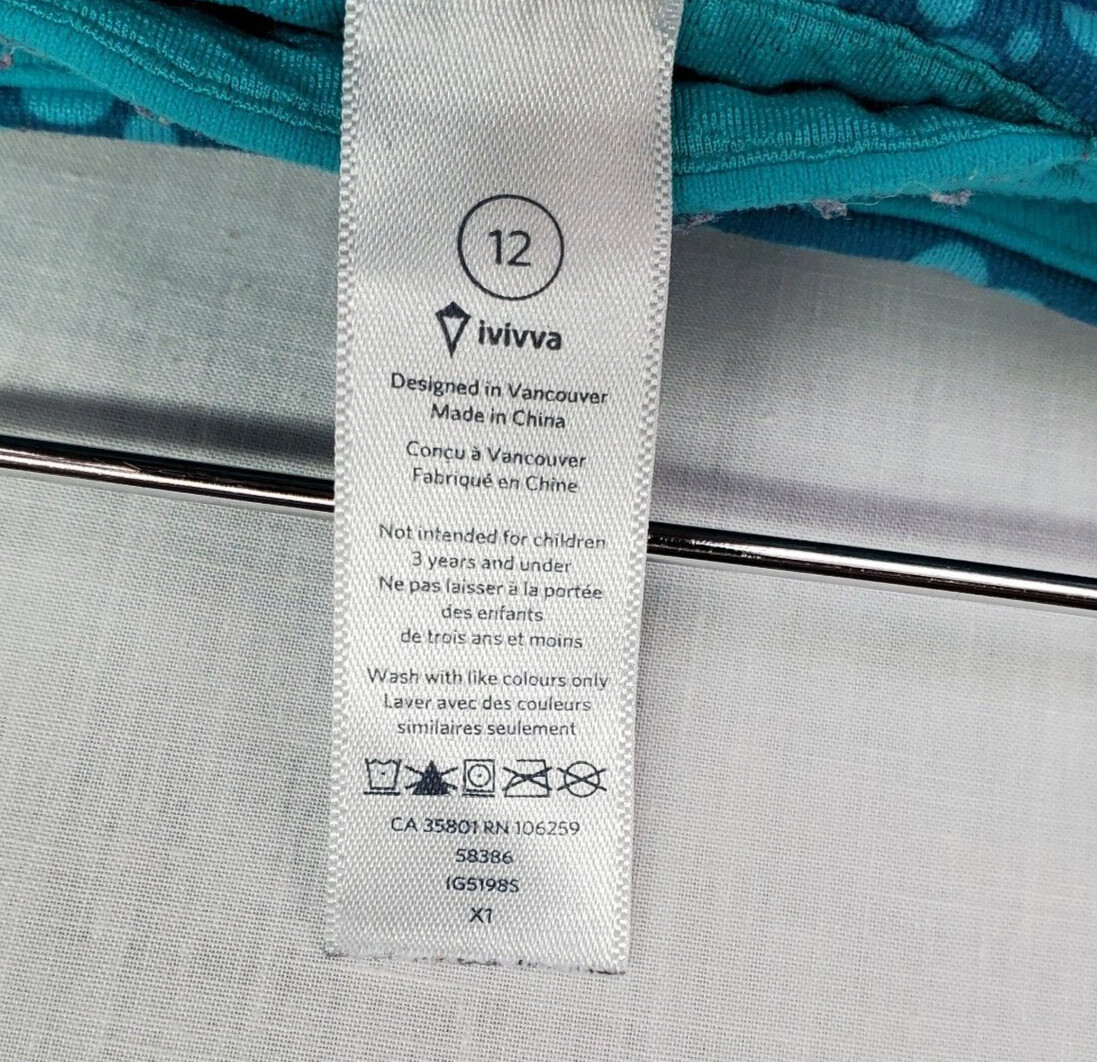 12
ivivva
Designed in Vancouver
Made in China
Conçu à Vancouver
Fabriqué en Chine
Not intended for children
3 years and under
Ne pas laisser à la portée
des enfants
de trois ans et moins
Wash with like colours only
Laver avec des couleurs
similaires seulement
CA 35801 RN 106259
58386
IG5198S
X1